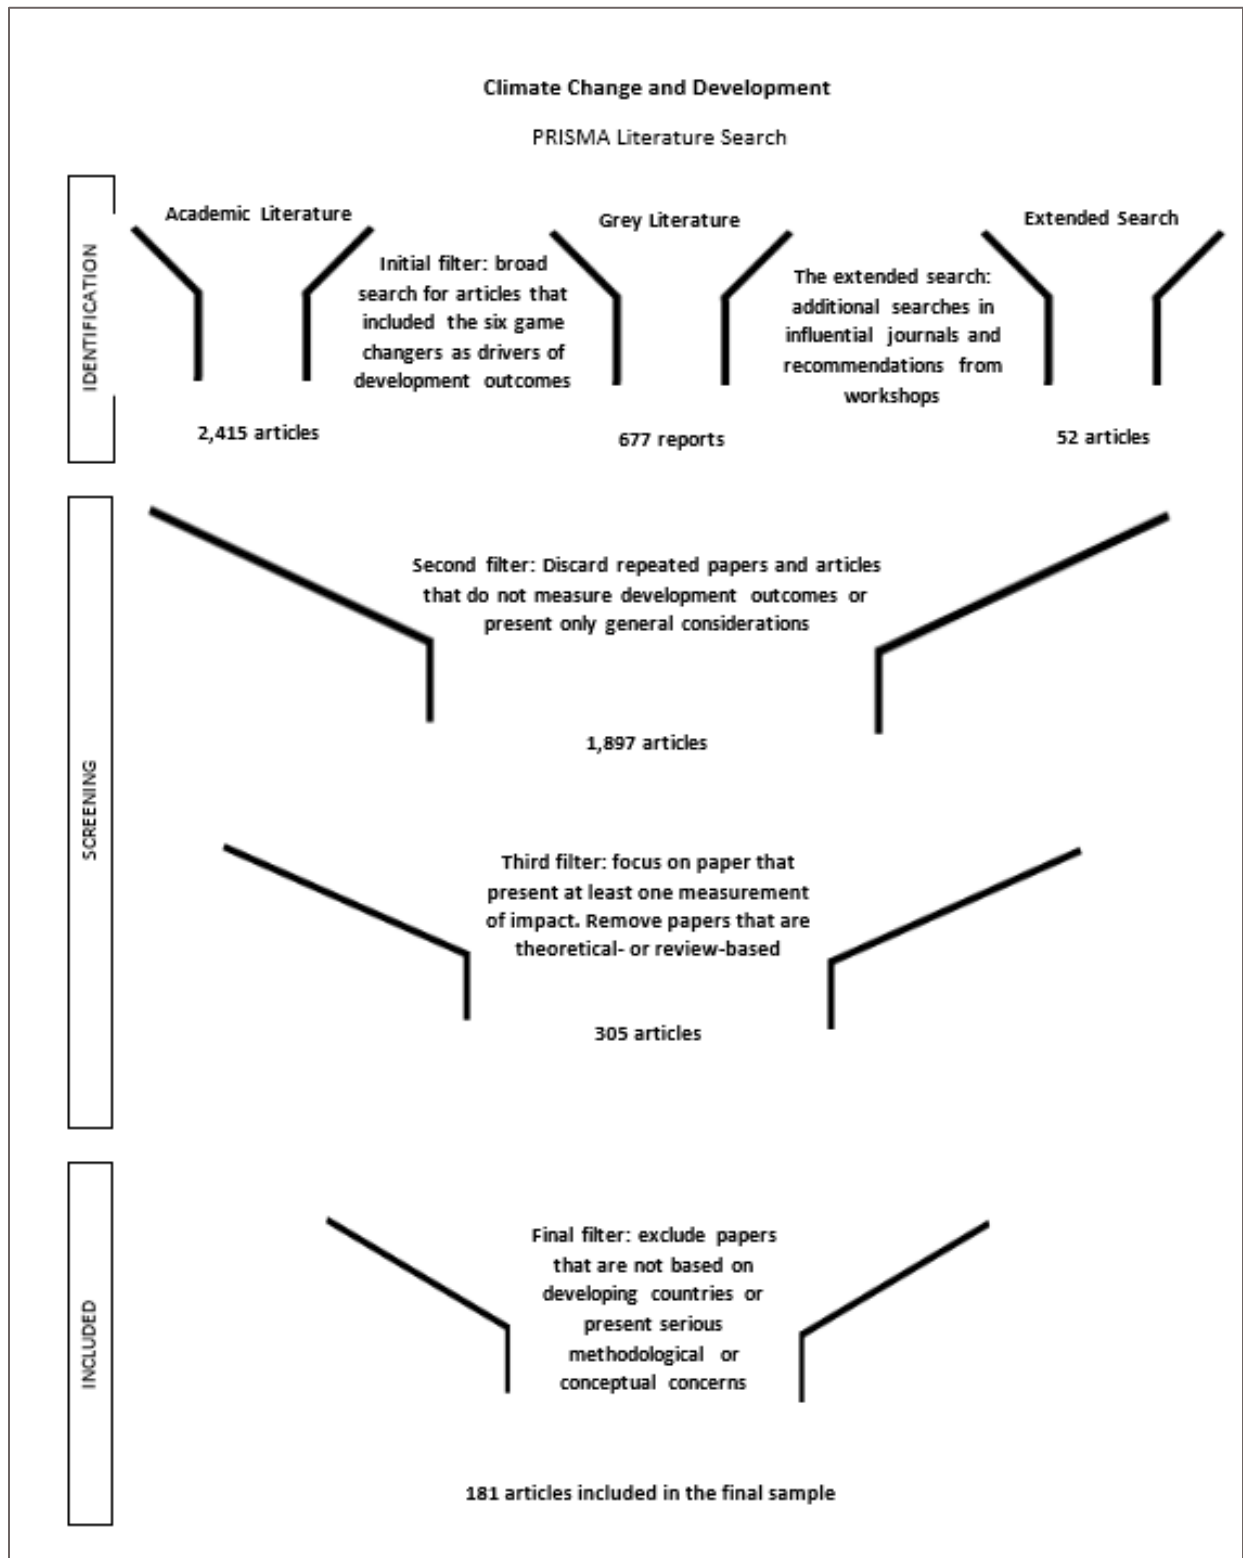 Climate Change and Development
PRISMA Literature Search
IDENTIFICATION
Academic Literature
Initial filter: broad
search for articles that
included the six game
changers as drivers of
development outcomes
2,415 articles
Grey Literature
677 reports
Extended Search
The extended search:
additional searches in
influential journals and
recommendations from
workshops
52 articles
SCREENING
Second filter: Discard repeated papers and articles
that do not measure development outcomes or
present only general considerations
1,897 articles
Third filter: focus on paper that
present at least one measurement
of impact. Remove papers that are
theoretical- or review-based
305 articles
INCLUDED
Final filter: exclude papers
that are not based on
developing countries or
present serious
methodological or
conceptual concerns
181 articles included in the final sample